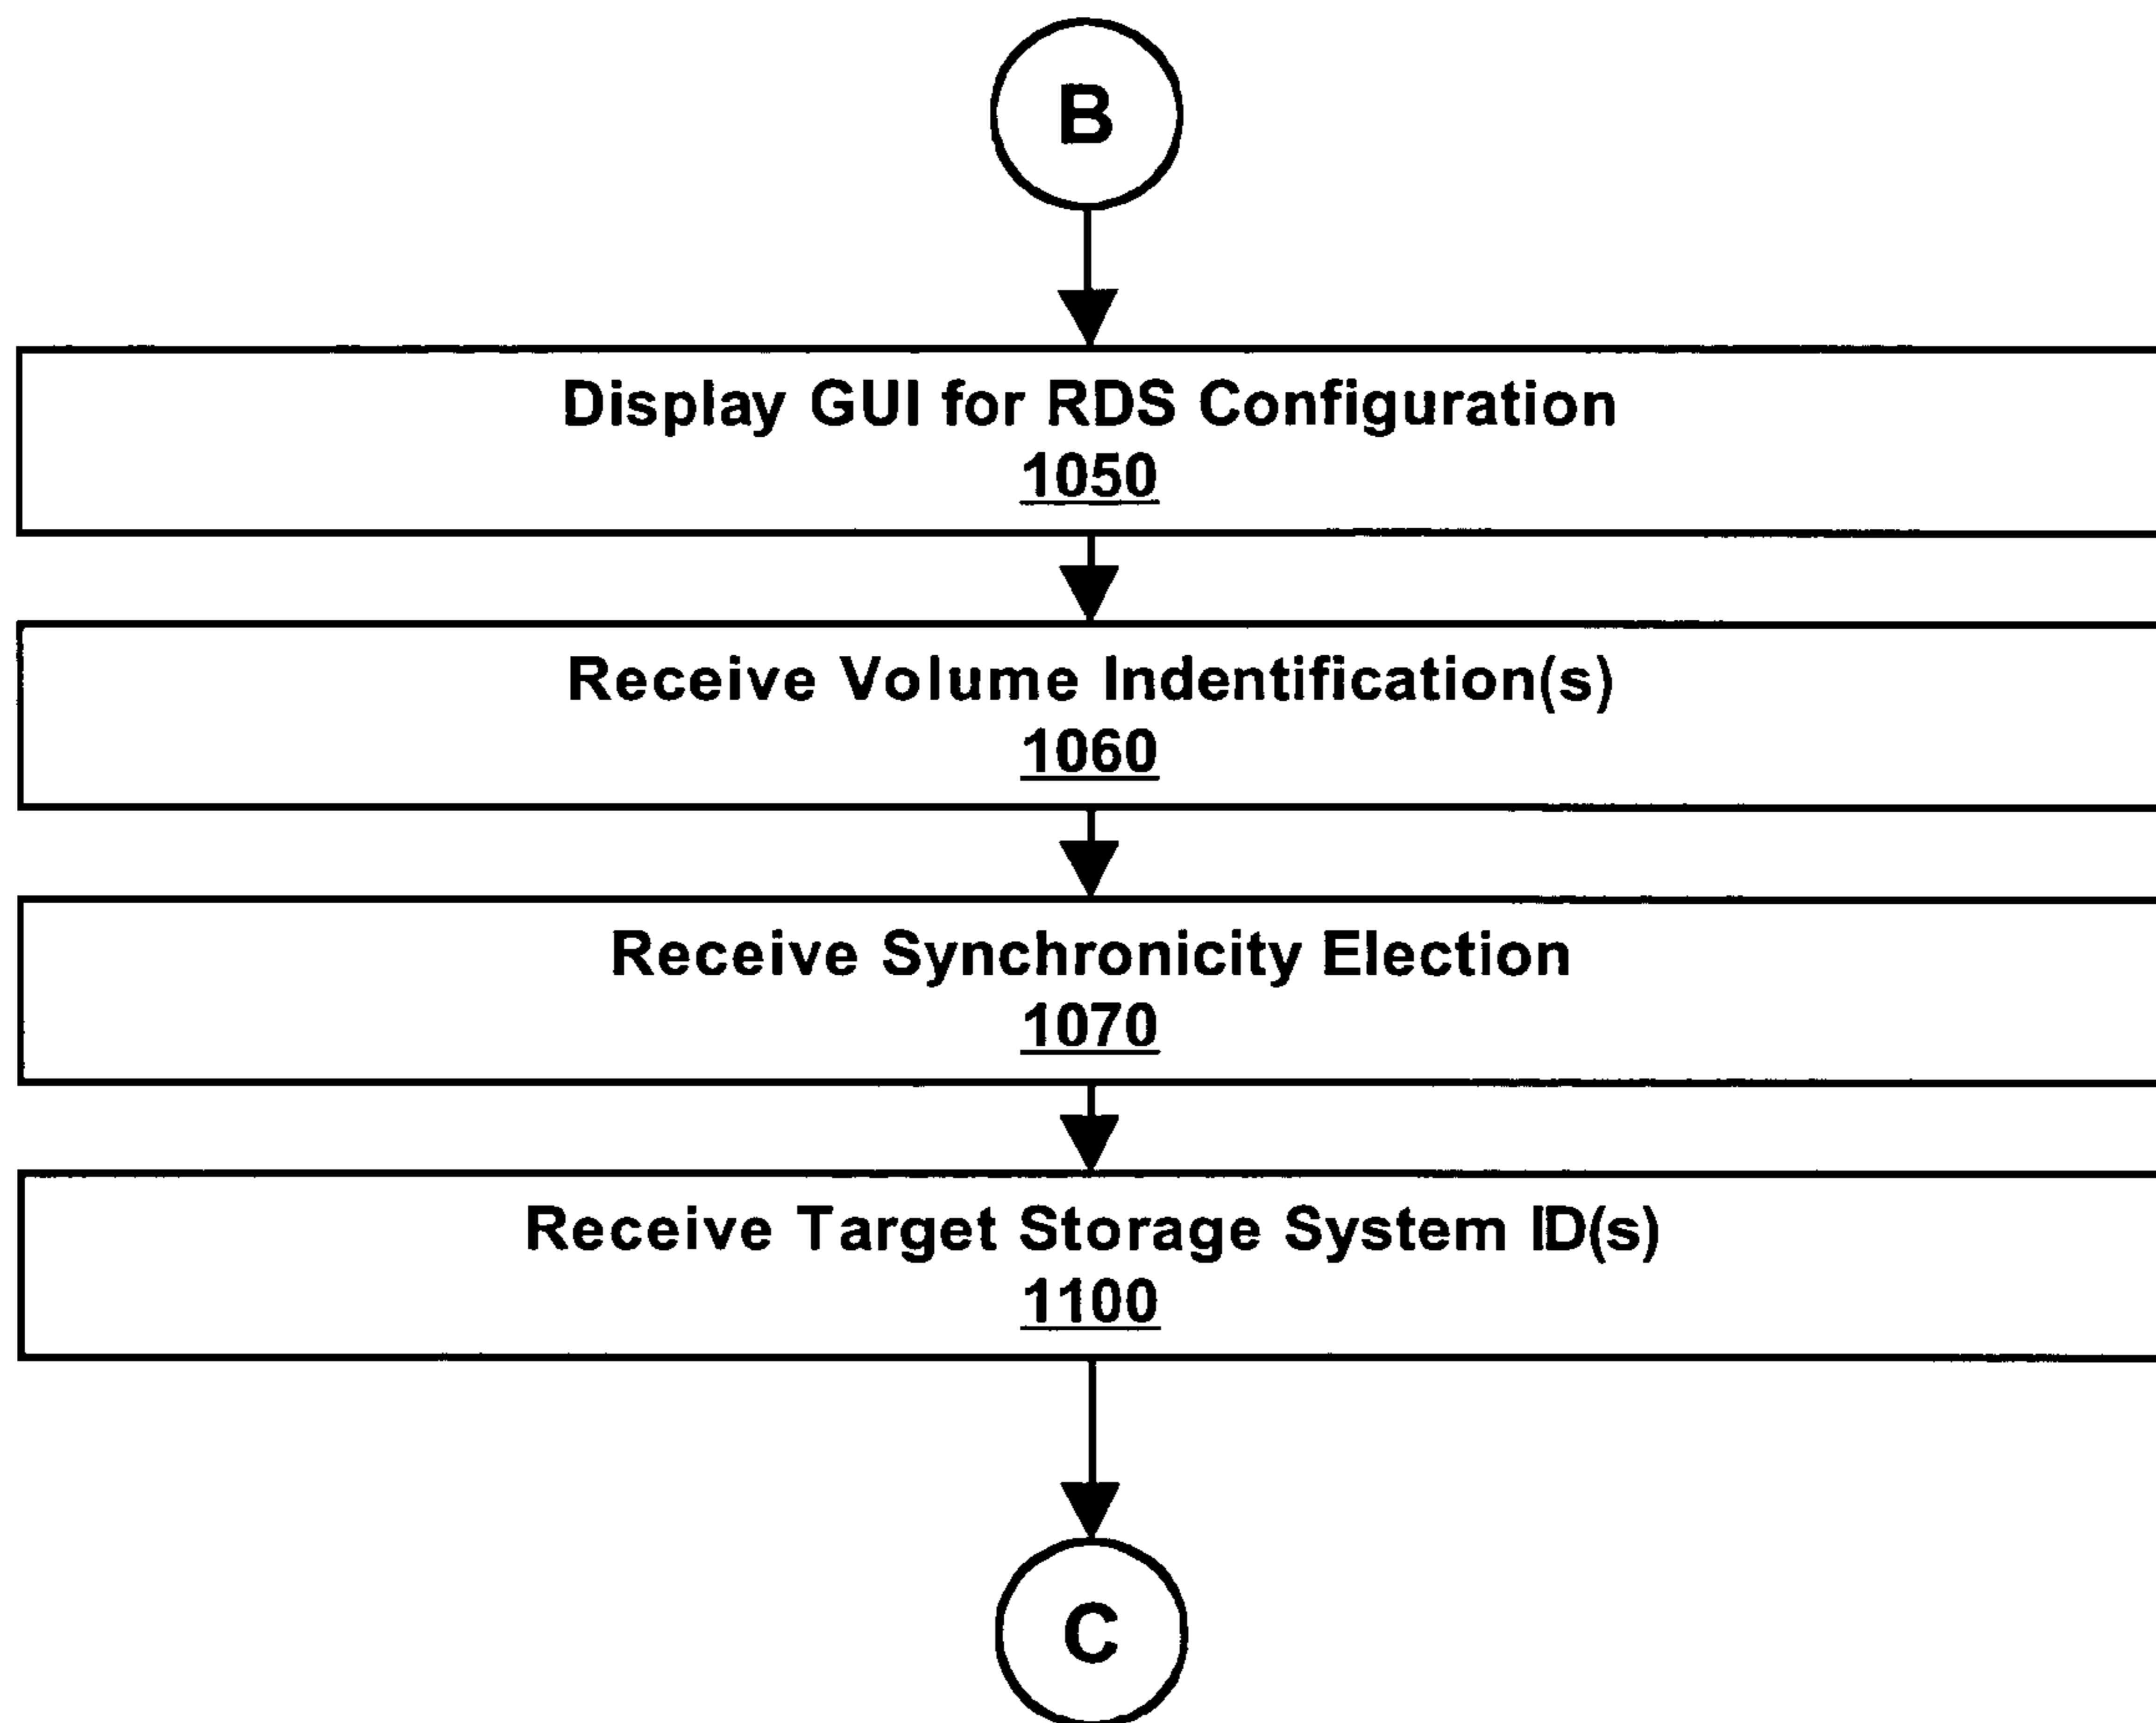 B
Display GUI for RDS Configuration
1050
Receive Volume Indentification(s)
1060
Receive Synchronicity Election
1070
Receive Target Storage System ID(s)
1100
C